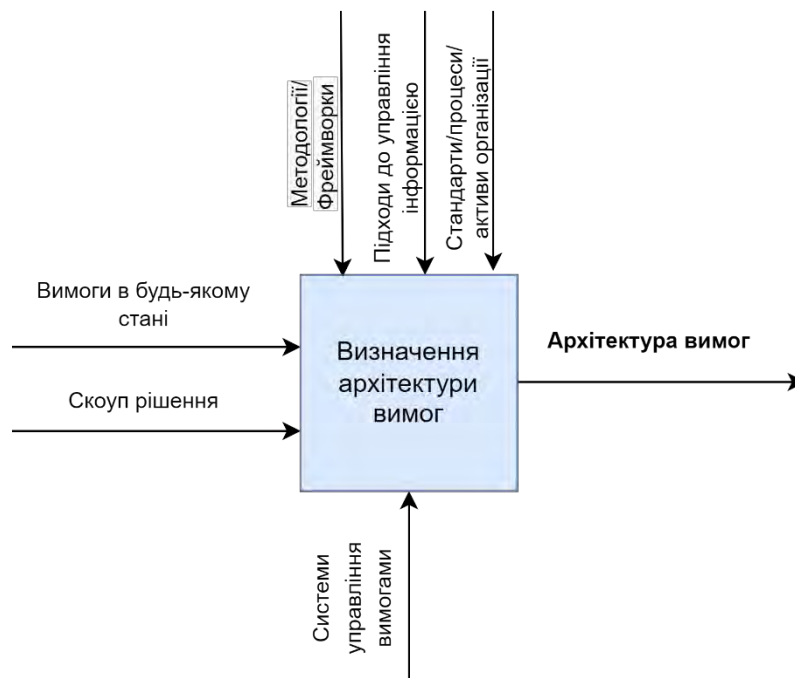 Методології/
Фреймворки
Підходи до управління
інформацією
Стандарти/процеси/
активи організації
Вимоги в будь-якому
стані
Скоуп рішення
Визначення
архітектури
вимог
Архітектура вимог
Системи
управління
вимогами